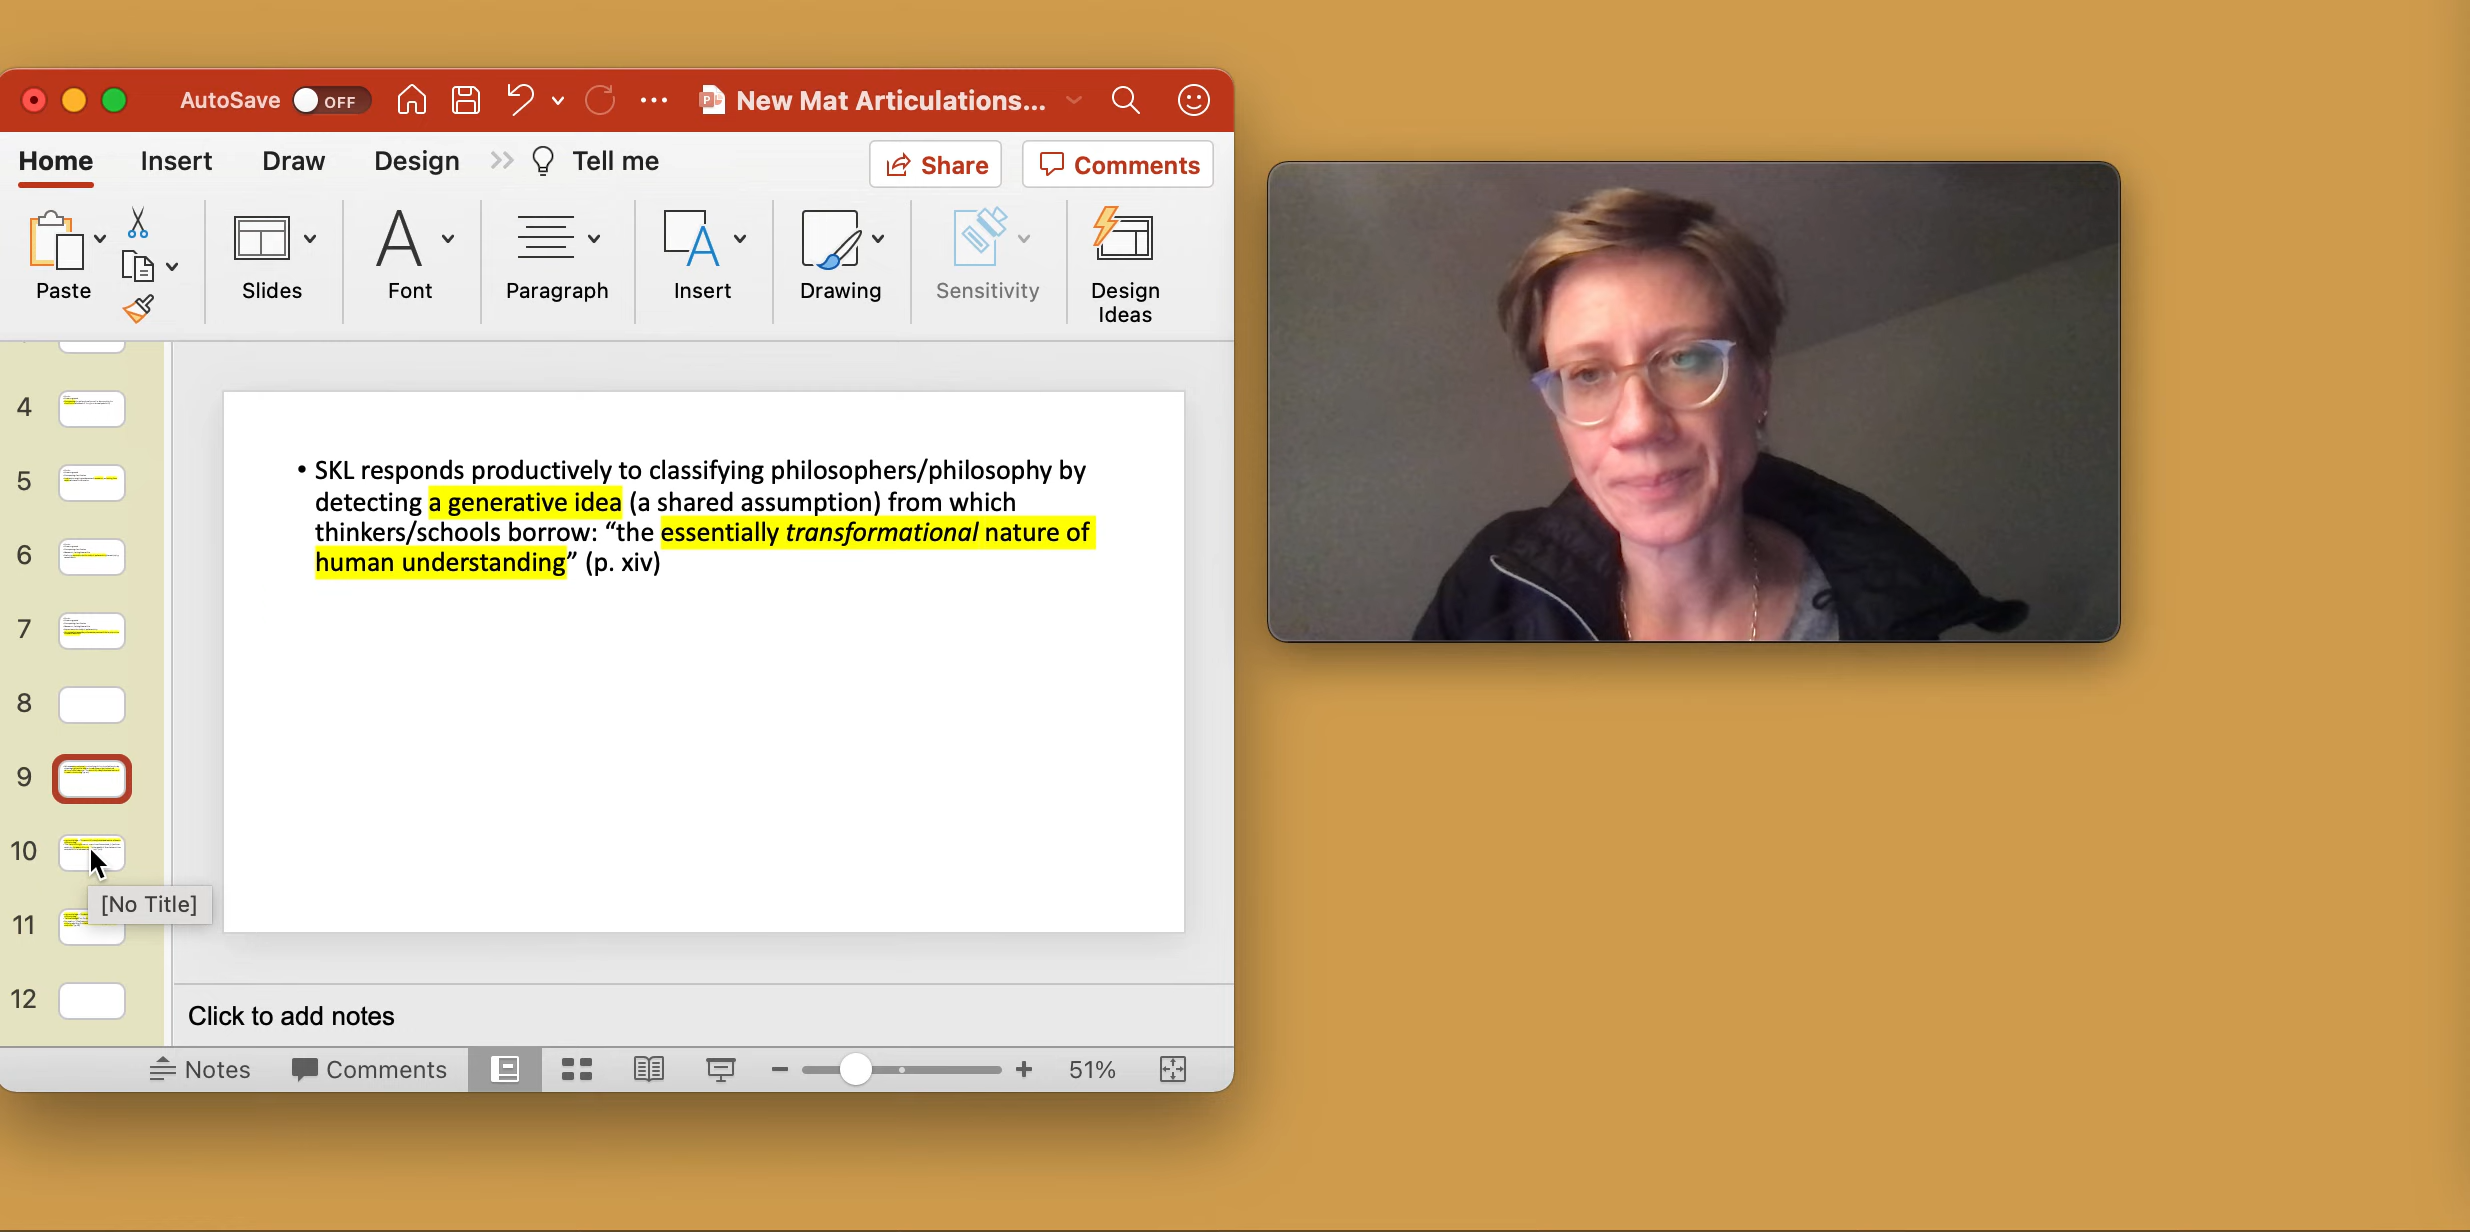 AutoSave OFF New Mat Articulations...
Home Insert Draw Design Tell me Share Comments
Paste Slides Font Paragraph Insert Drawing Sensitivity Design
Ideas
4
5
6
7
8
9
10
11
12
[No Title]
• SKL responds productively to classifying philosophers/philosophy by
detecting a generative idea (a shared assumption) from which
thinkers/schools borrow: “the essentially transformational nature of
human understanding” (p. xiv)
Click to add notes
Notes Comments 51%